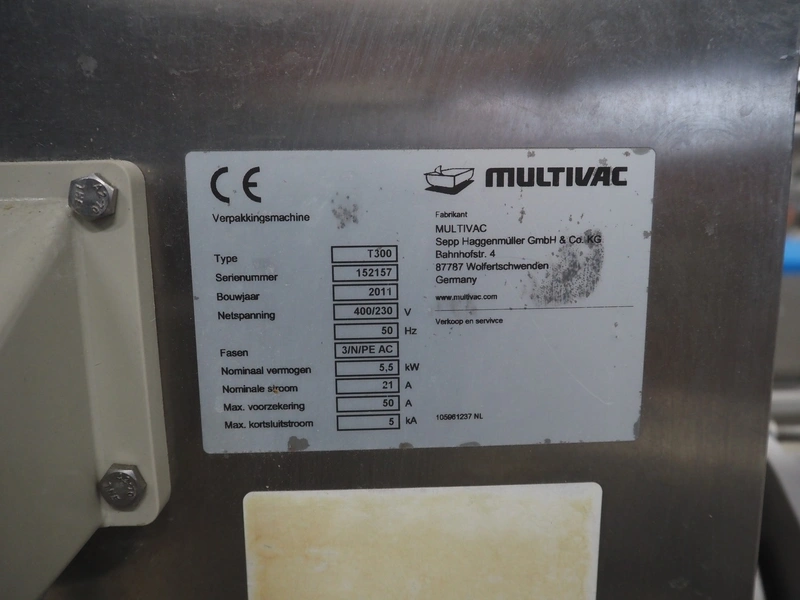 CE
MULTIVAC
Verpakkingsmachine
Type T300
Serienummer 152157
Bouwjaar 2011
Netspanning 400/230 V
50 Hz
Fasen 3/N/PE AC
Nominaal vermogen 5,5 kW
Nominale stroom 21 A
Max. voorzekering 50 A
Max. kortsluitstroom 5 kA
Fabrikant
MULTIVAC
Sepp Haggenmüller GmbH & Co. KG
Bahnhofstr. 4
87787 Wolfertschwenden
Germany
www.multivac.com
Verkoop en servivce
105961237 NL